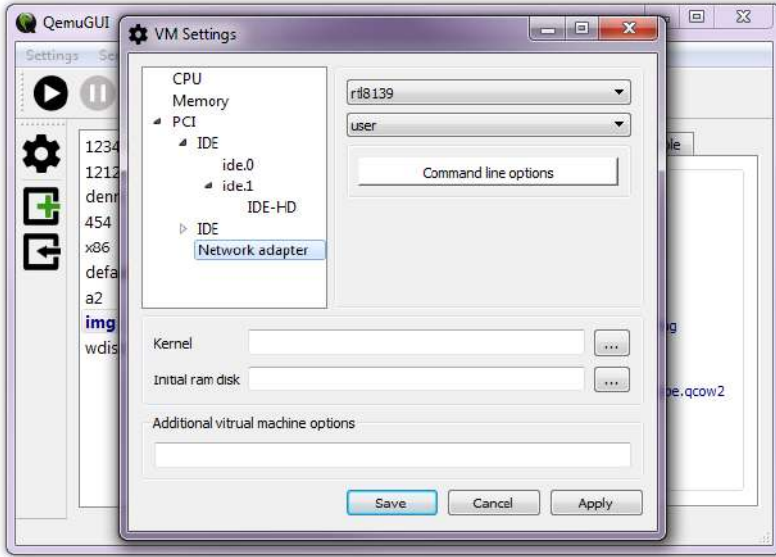 QemuGUI
VM Settings
Settings
CPU
Memory
PCI
IDE
ide.0
ide.1
IDE-HD
IDE
Network adapter
rtl8139
user
Command line options
1234
1212
454
x86
a2
img
Kernel
...
Initial ram disk
...
Additional vitrual machine options
Save
Cancel
Apply
.qcow2